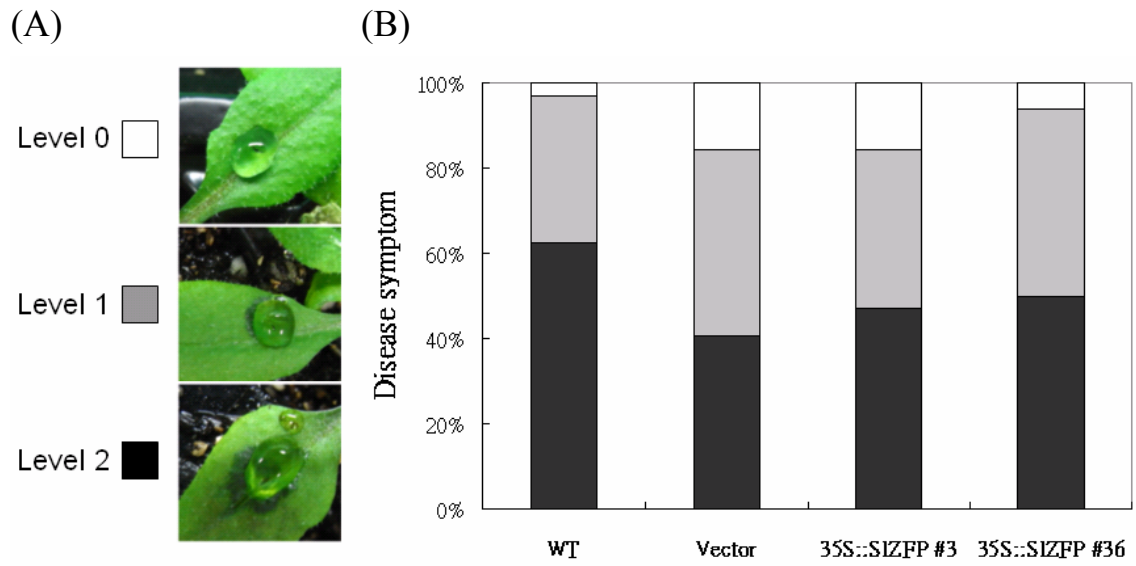 (A)
(B)
Level 0
Level 1
Level 2
Disease symptom
100%
80%
60%
40%
20%
0%
WT
Vector
35S::SlZFP #3
35S::SlZFP #36